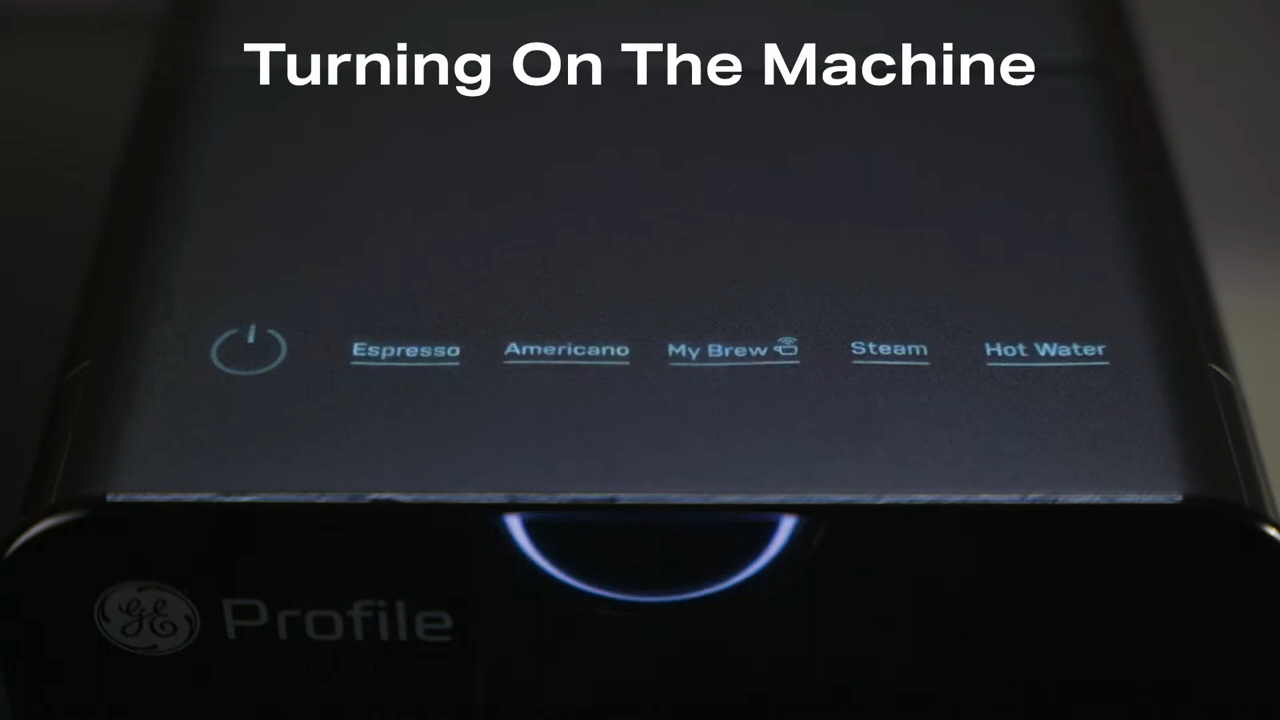 Turning On The Machine
Espresso Americano My Brew Steam Hot Water
GE Profile